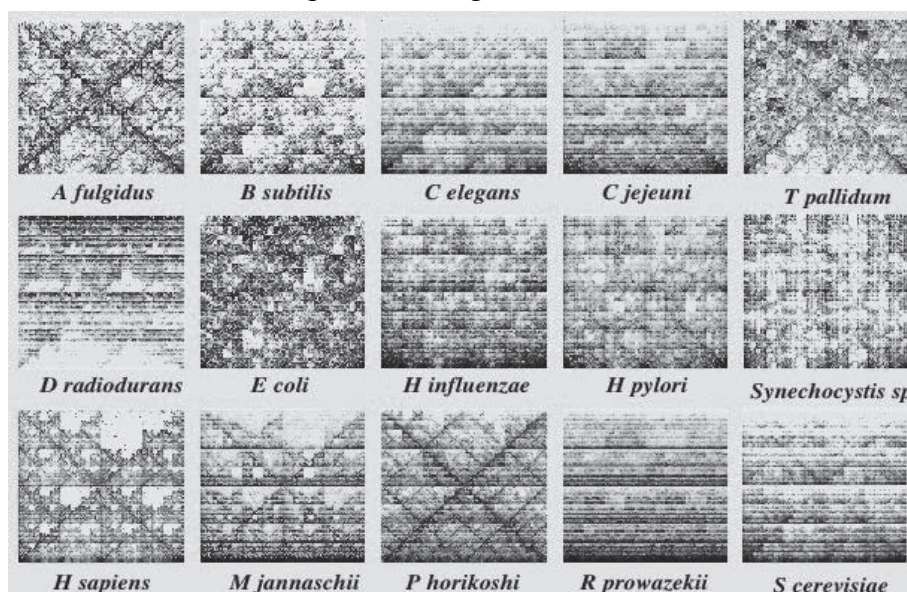 A fulgidus B subtilis C elegans C jejeuni T pallidum
D radiodurans E coli H influenzae H pylori Synechocystis sp
H sapiens M jannaschii P horikoshi R prowazekii S cerevisiae